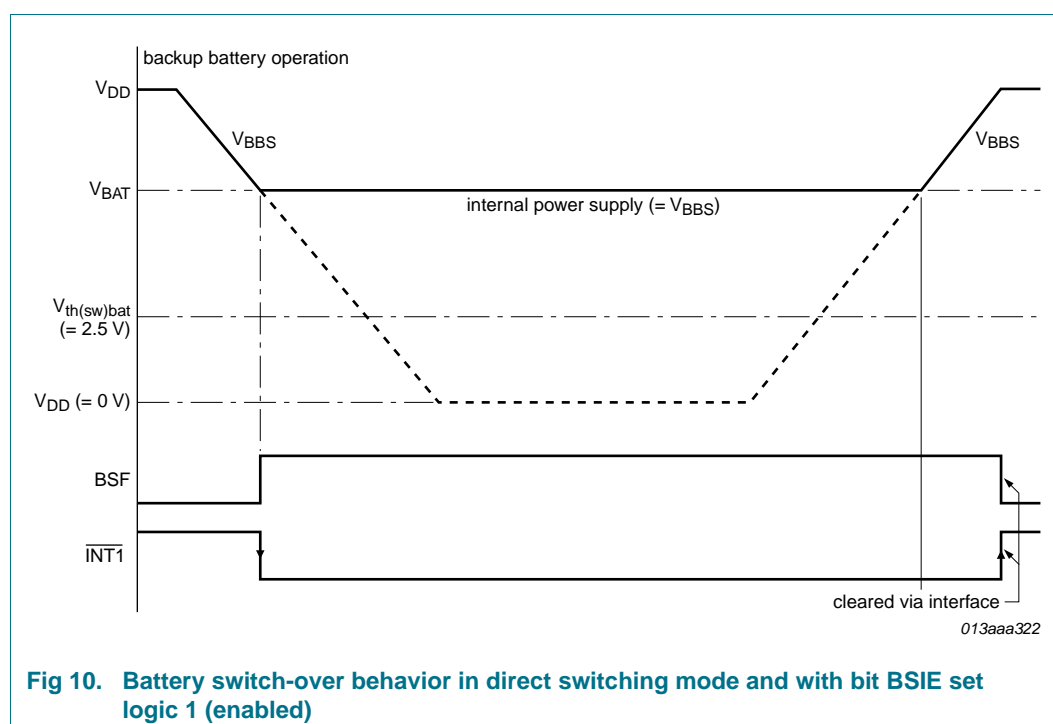 backup battery operation
VDD
VBBS
VBBS
VBAT
internal power supply (= VBBS)
Vth(sw)bat
(= 2.5 V)
VDD (= 0 V)
BSF
INT1
cleared via interface
013aaa322
Fig 10. Battery switch-over behavior in direct switching mode and with bit BSIE set
logic 1 (enabled)